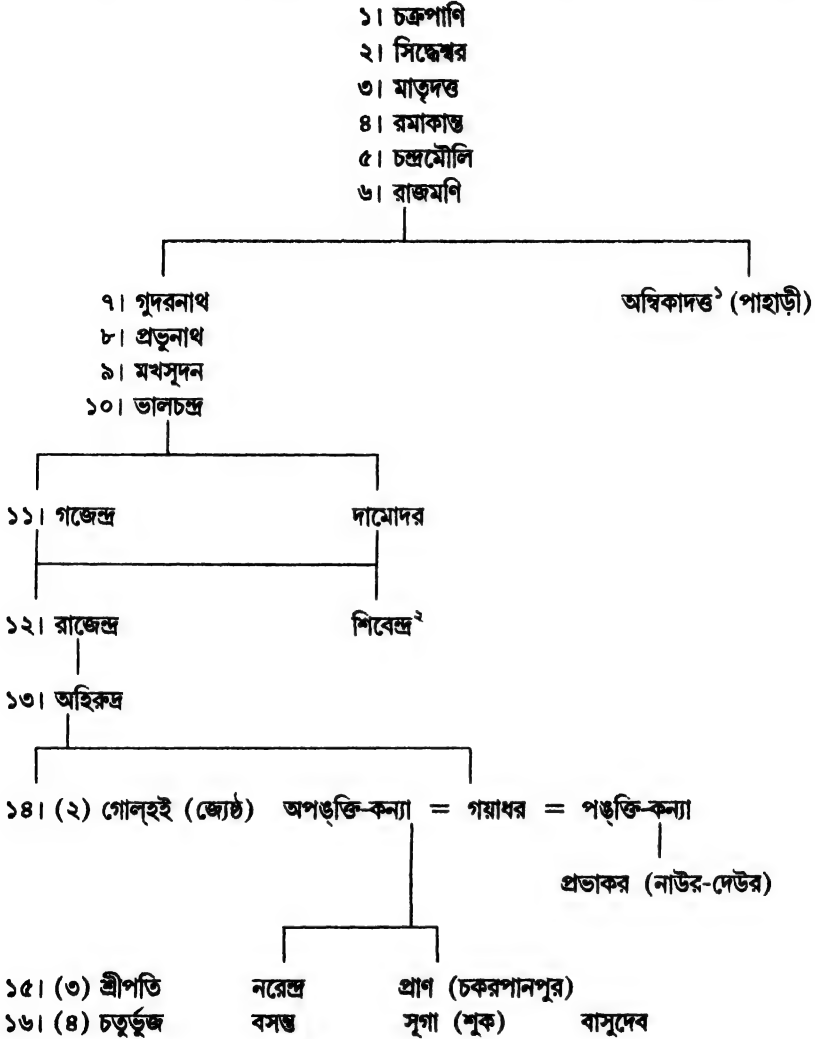 ১। চক্রপাণি
২। সিদ্ধেশ্বর
৩। মাতৃদত্ত
৪। রমাকান্ত
৫। চন্দ্রমৌলি
৬। রাজমণি
৭। গুদরনাথ অম্বিকাদত্ত¹ (পাহাড়ী)
৮। প্রভুনাথ
৯। মখসূদন
১০। ভালচন্দ্র
১১। গজেন্দ্র দামোদর
১২। রাজেন্দ্র শিবেন্দ্র²
১৩। অহিরুদ্র
১৪। (২) গোল্‌হই (জ্যেষ্ঠ) অপঙ্‌ক্তি-কন্যা = গয়াধর = পঙ্‌ক্তি-কন্যা
প্রভাকর (নাউর-দেউর)
১৫। (৩) শ্রীপতি নরেন্দ্র প্রাণ (চকরপানপুর)
১৬। (৪) চতুর্ভুজ বসন্ত সূগা (শুক) বাসুদেব